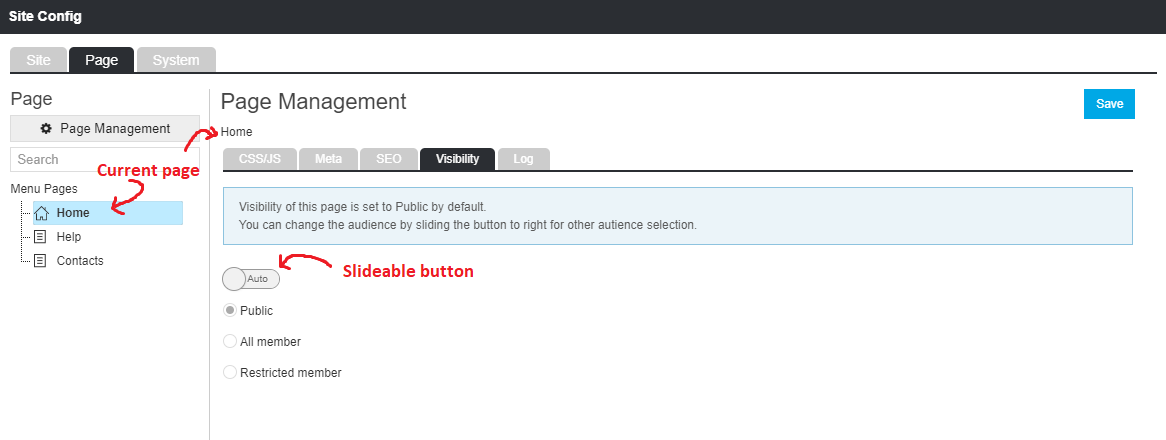 Site Config
Site Page System
Page
Page Management
Search
Current page
Menu Pages
Home
Help
Contacts
Page Management
Save
Home
CSS/JS Meta SEO Visibility Log
Visibility of this page is set to Public by default.
You can change the audience by sliding the button to right for other autience selection.
Auto
Slideable button
Public
All member
Restricted member